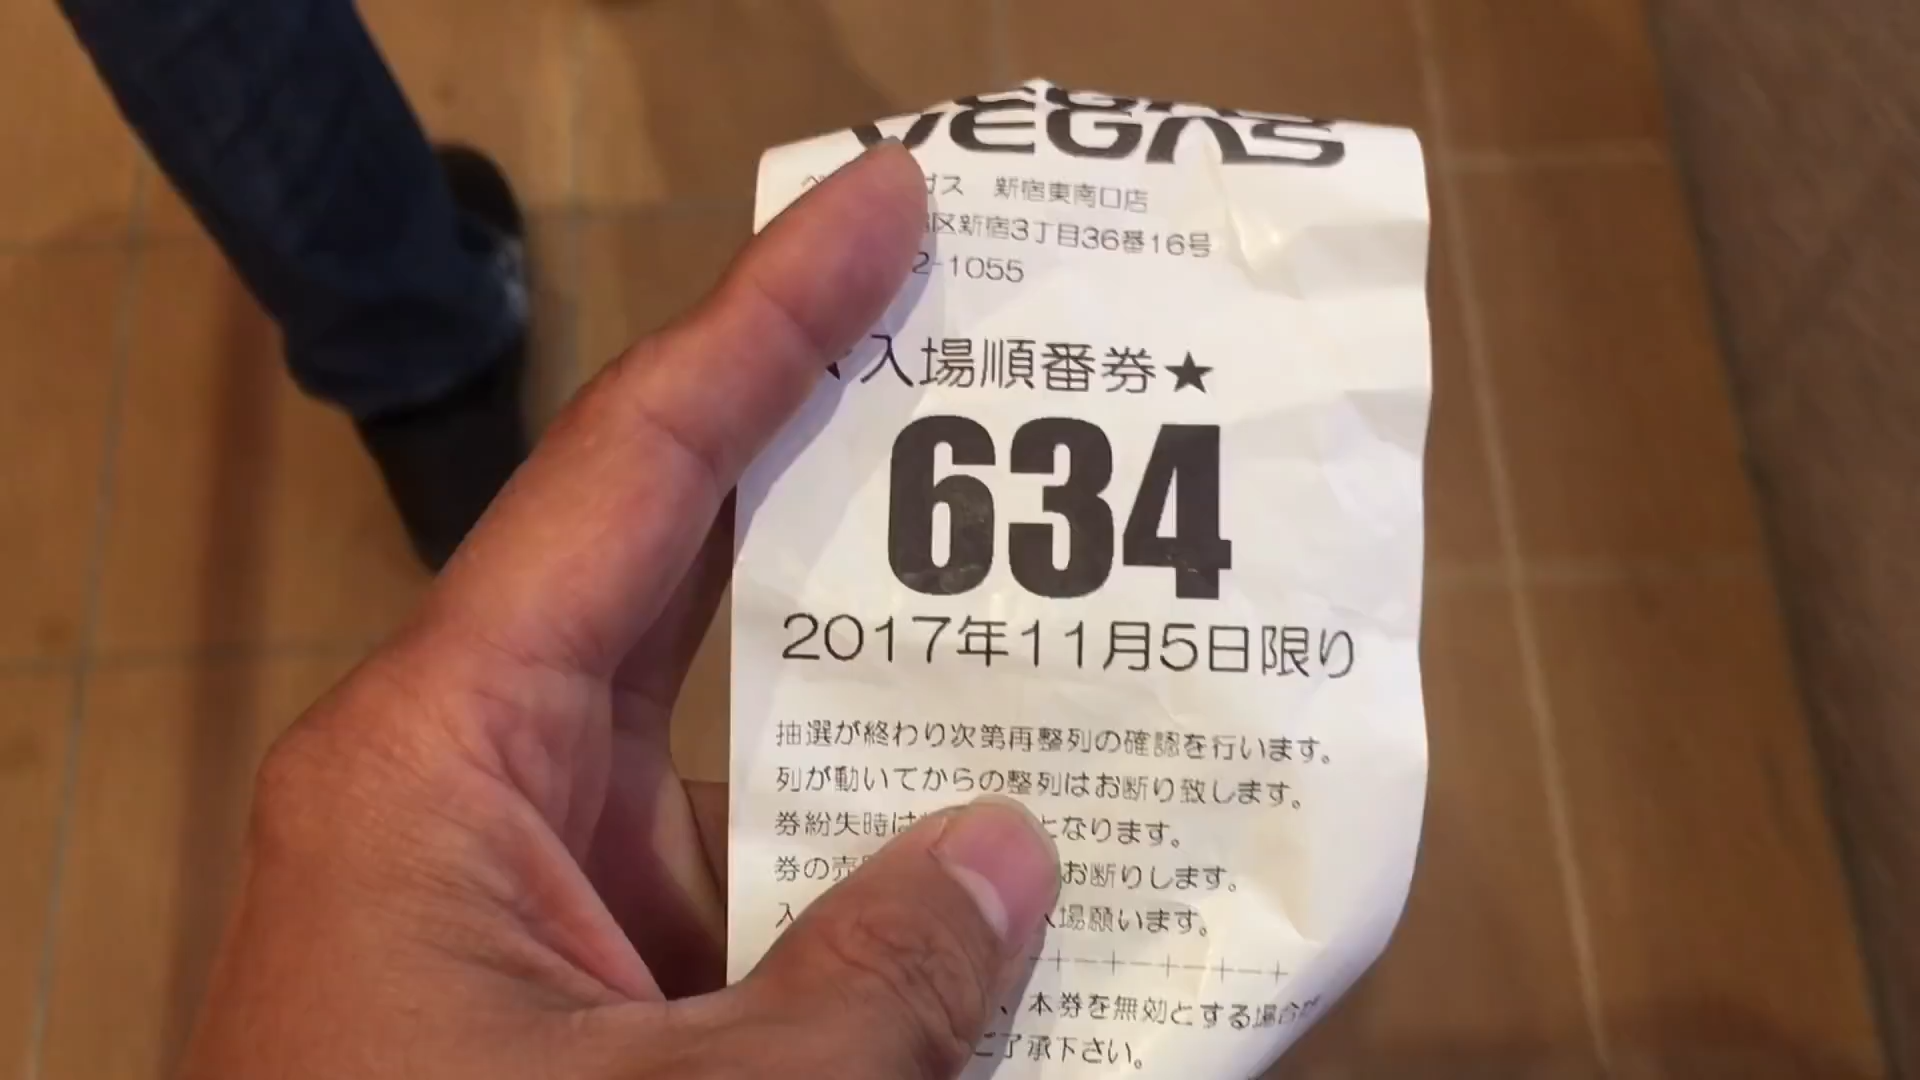 VEGAS
ガス 新宿東南口店
区新宿3丁目36番16号
2-1055
入場順番券★
634
2017年11月5日限り
抽選が終わり次第再整列の確認を行います。
列が動いてからの整列はお断り致します。
券紛失時は となります。
券の売 お断りします。
入 入場願います。
-+-+-+-+-+
、本券を無効とする場合が
ご了承下さい。